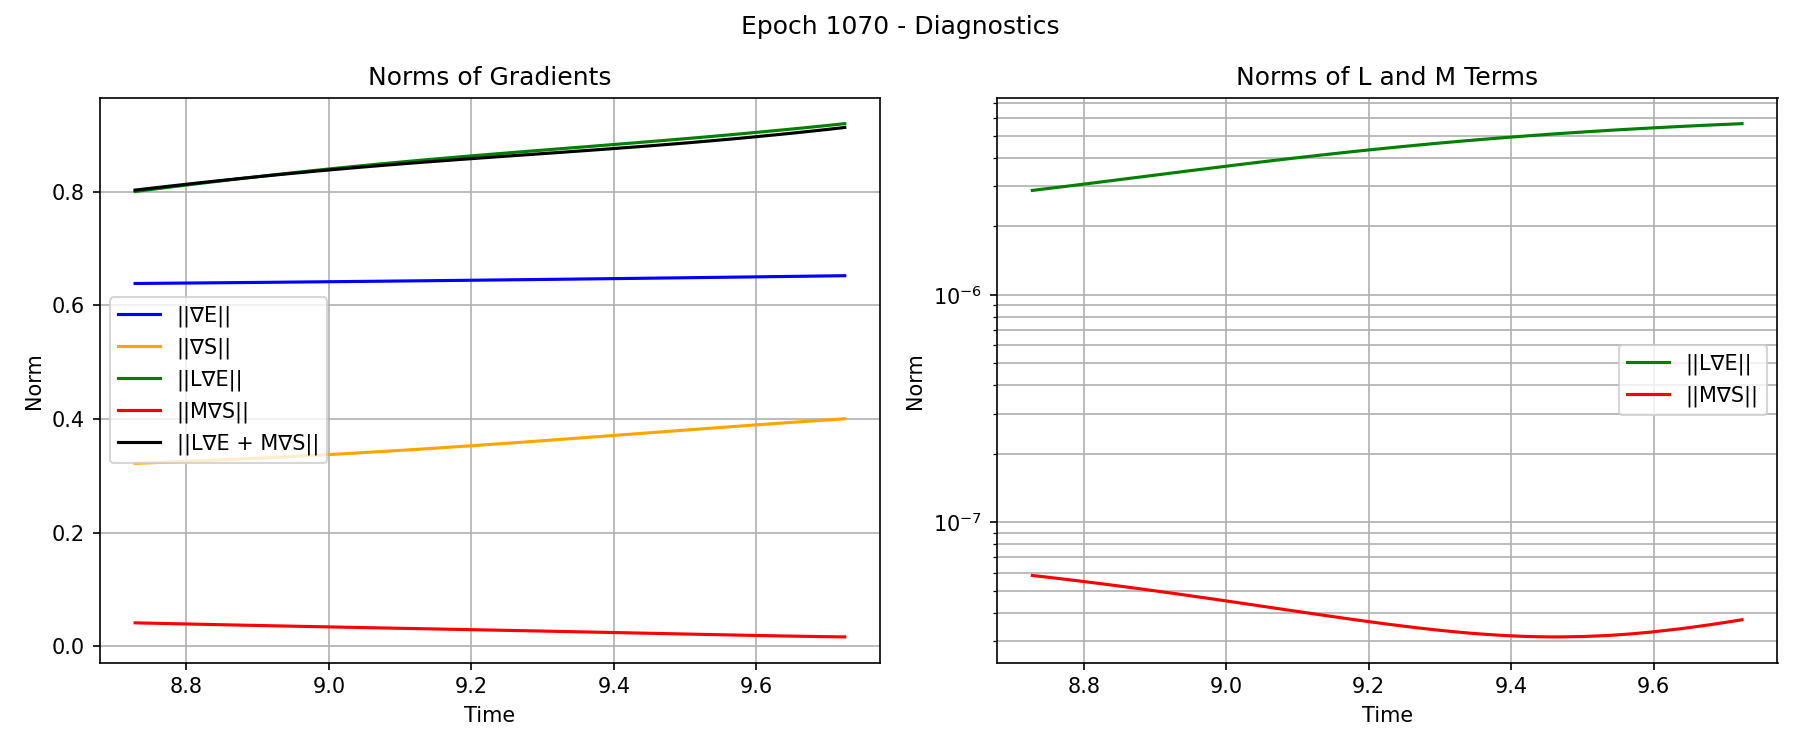 Epoch 1070 - Diagnostics
Norms of Gradients
Norm
0.8
0.6
0.4
0.2
0.0
||∇E||
||∇S||
||L∇E||
||M∇S||
||L∇E + M∇S||
8.8 9.0 9.2 9.4 9.6
Time
Norms of L and M Terms
Norm
10⁻⁶
10⁻⁷
||L∇E||
||M∇S||
8.8 9.0 9.2 9.4 9.6
Time